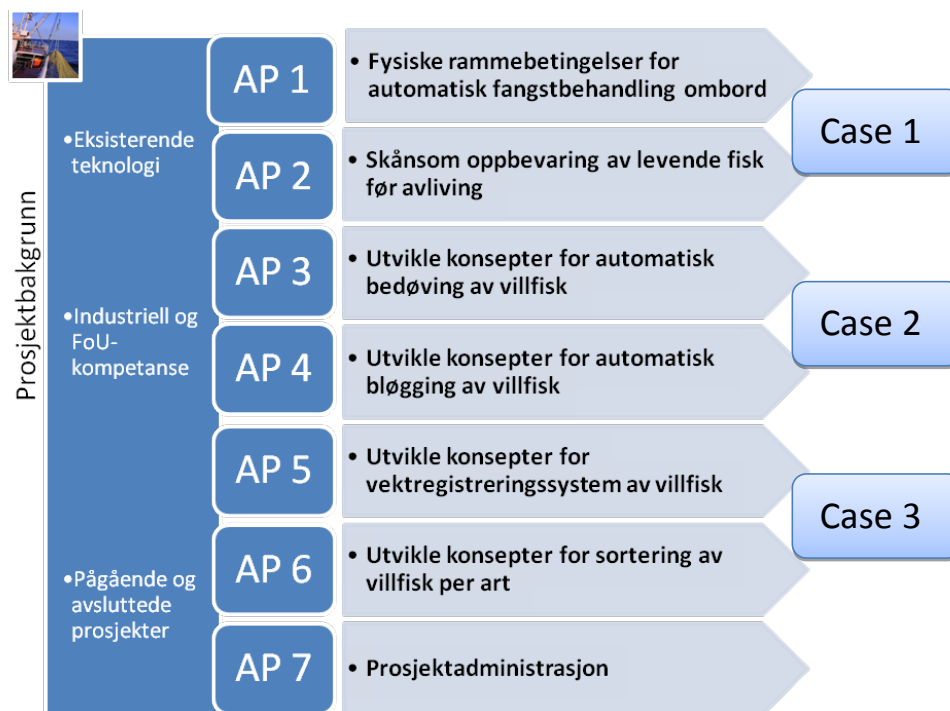 Prosjektbakgrunn
•Eksisterende
teknologi
•Industriell og
FoU-
kompetanse
•Pågående og
avsluttede
prosjekter
AP 1
• Fysiske rammebetingelser for
automatisk fangstbehandling ombord
AP 2
• Skånsom oppbevaring av levende fisk
før avliving
Case 1
AP 3
• Utvikle konsepter for automatisk
bedøving av villfisk
AP 4
• Utvikle konsepter for automatisk
bløgging av villfisk
Case 2
AP 5
• Utvikle konsepter for
vektregistreringssystem av villfisk
AP 6
• Utvikle konsepter for sortering av
villfisk per art
Case 3
AP 7
• Prosjektadministrasjon